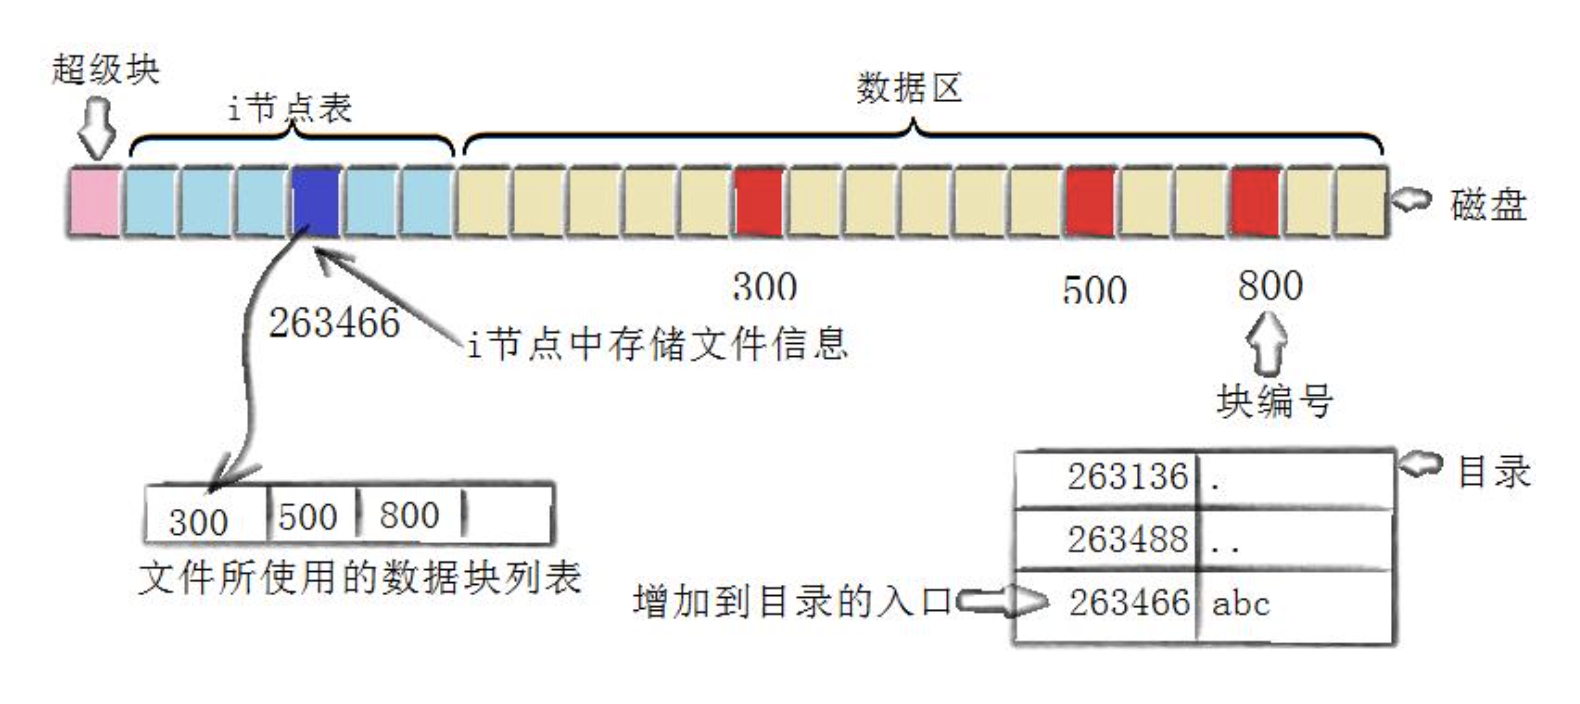 超级块
i节点表
数据区
磁盘
300
500
800
263466
i节点中存储文件信息
块编号
300 500 800
文件所使用的数据块列表
目录
263136 .
263488 ..
增加到目录的入口
263466 abc